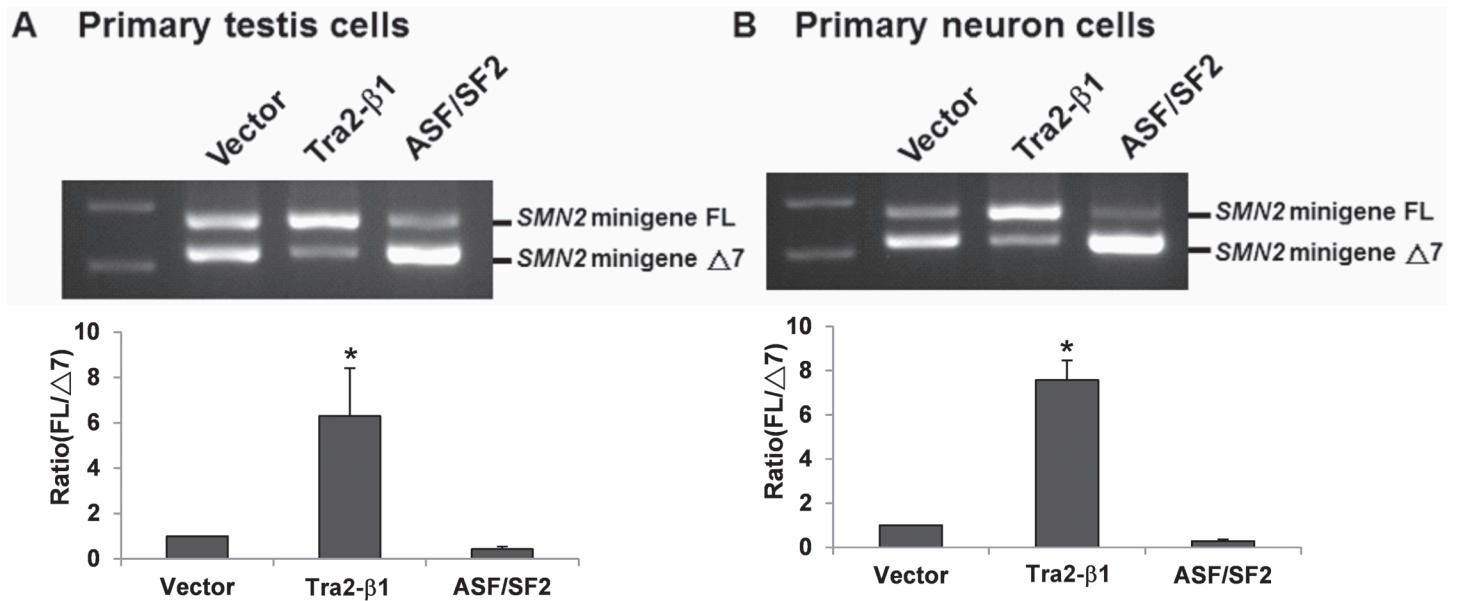 A Primary testis cells
Vector
Tra2-β1
ASF/SF2
SMN2 minigene FL
SMN2 minigene △7
Ratio(FL/△7)
10
8
6
4
2
0
*
Vector
Tra2-β1
ASF/SF2
B Primary neuron cells
Vector
Tra2-β1
ASF/SF2
SMN2 minigene FL
SMN2 minigene △7
Ratio(FL/△7)
10
8
6
4
2
0
*
Vector
Tra2-β1
ASF/SF2